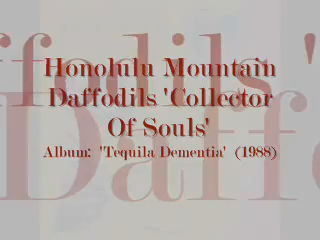 Honolulu Mountain
Daffodils 'Collector
Of Souls'
Album:  'Tequila Dementia'  (1988)